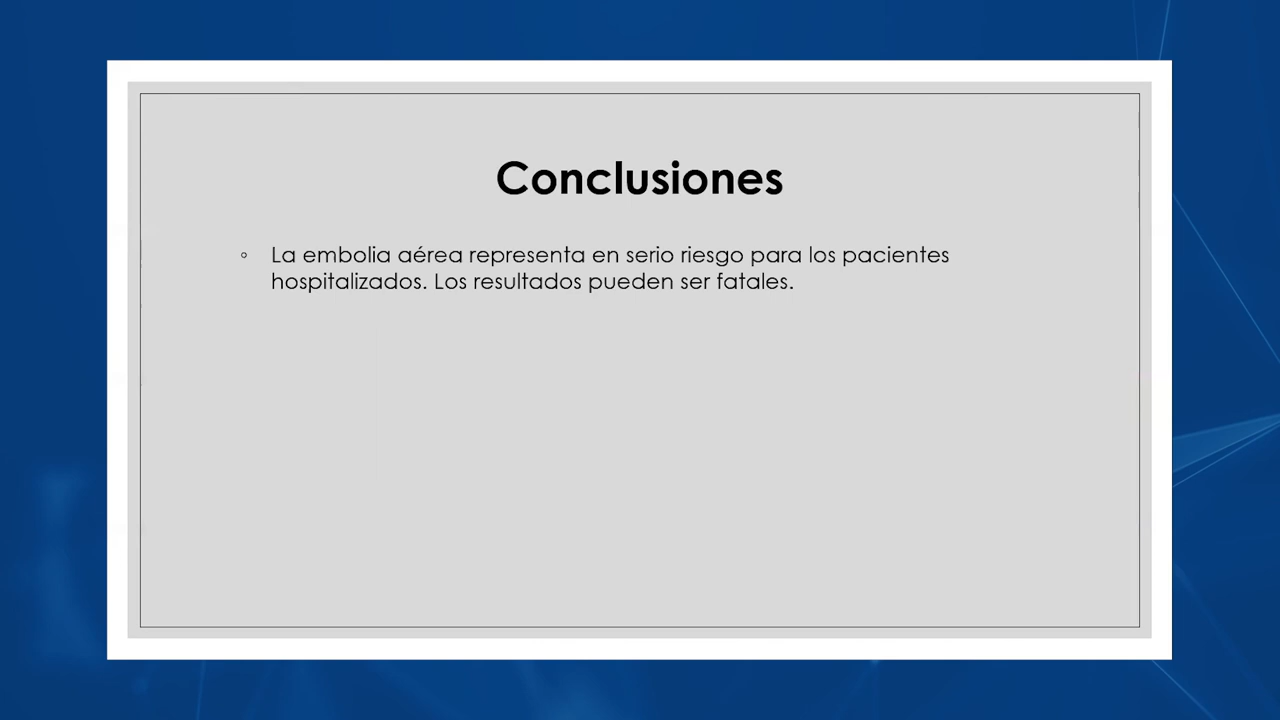 Conclusiones
◦ La embolia aérea representa en serio riesgo para los pacientes
hospitalizados. Los resultados pueden ser fatales.